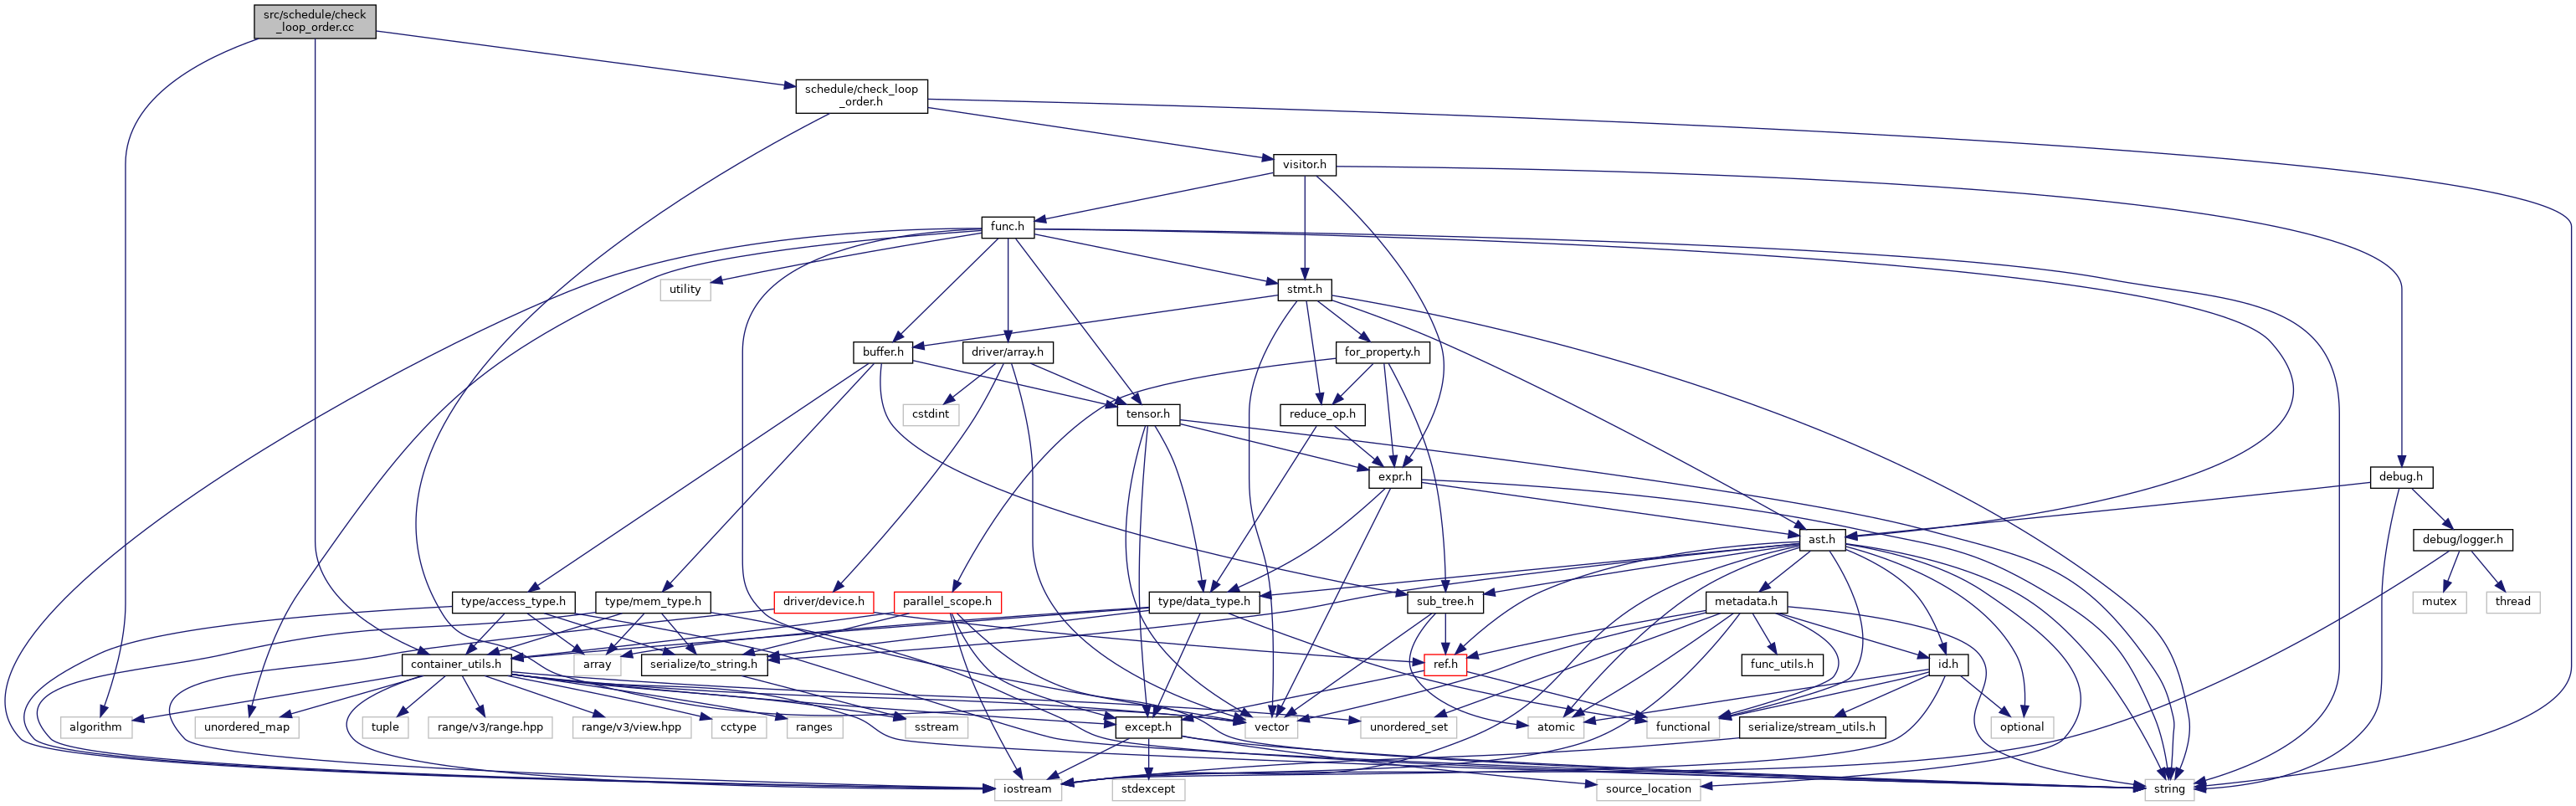 src/schedule/check
_loop_order.cc
schedule/check_loop
_order.h
visitor.h
func.h
utility
stmt.h
buffer.h
driver/array.h
for_property.h
cstdint
tensor.h
reduce_op.h
expr.h
debug.h
ast.h
debug/logger.h
type/access_type.h
type/mem_type.h
driver/device.h
parallel_scope.h
type/data_type.h
sub_tree.h
metadata.h
mutex
thread
container_utils.h
array
serialize/to_string.h
ref.h
func_utils.h
id.h
algorithm
unordered_map
tuple
range/v3/range.hpp
range/v3/view.hpp
cctype
ranges
sstream
except.h
vector
unordered_set
atomic
functional
serialize/stream_utils.h
optional
iostream
stdexcept
source_location
string